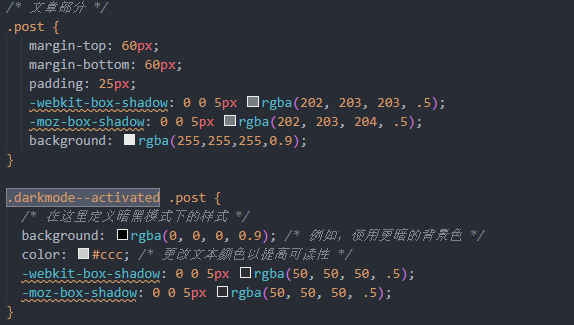 /* 文章部分 */
.post {
margin-top: 60px;
margin-bottom: 60px;
padding: 25px;
-webkit-box-shadow: 0 0 5px rgba(202, 203, 203, .5);
-moz-box-shadow: 0 0 5px rgba(202, 203, 204, .5);
background: rgba(255,255,255,0.9);
}
.darkmode--activated .post {
/* 在这里定义暗黑模式下的样式 */
background: rgba(0, 0, 0, 0.9); /* 例如，使用更暗的背景色 */
color: #ccc; /* 更改文本颜色以提高可读性 */
-webkit-box-shadow: 0 0 5px rgba(50, 50, 50, .5);
-moz-box-shadow: 0 0 5px rgba(50, 50, 50, .5);
}